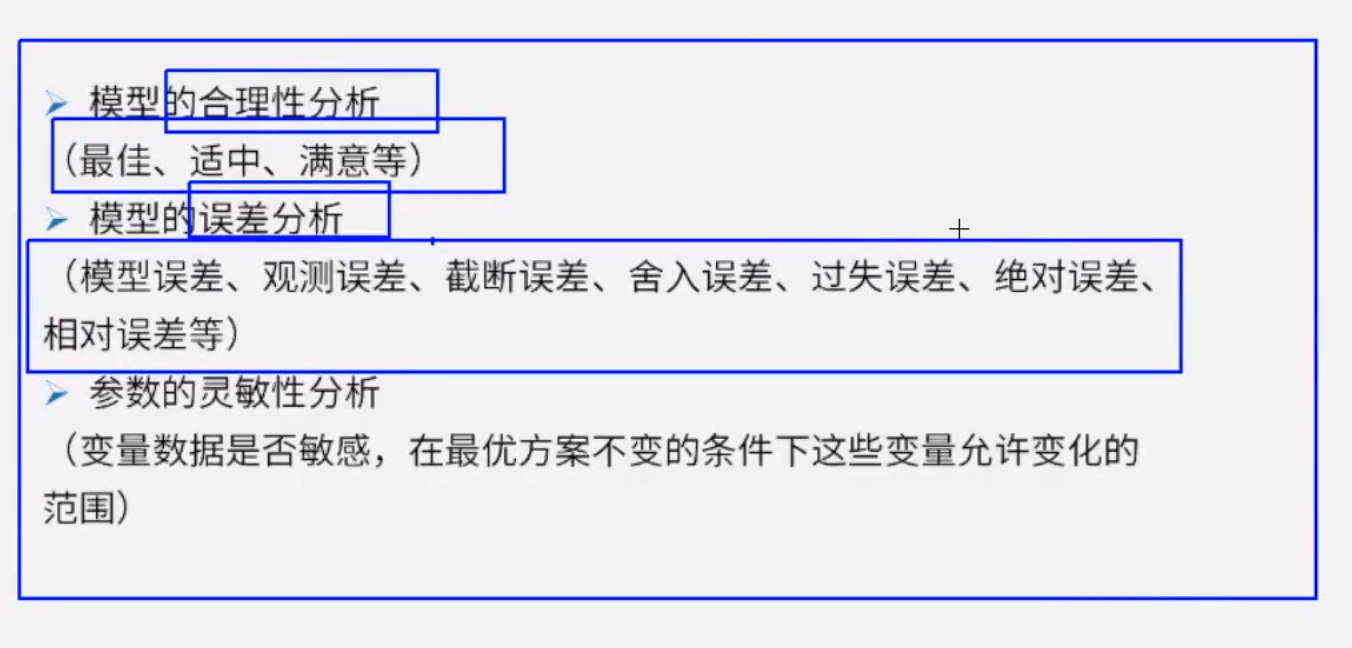 ➢ 模型的合理性分析
（最佳、适中、满意等）
➢ 模型的误差分析
（模型误差、观测误差、截断误差、舍入误差、过失误差、绝对误差、
相对误差等）
➢ 参数的灵敏性分析
（变量数据是否敏感，在最优方案不变的条件下这些变量允许变化的
范围）